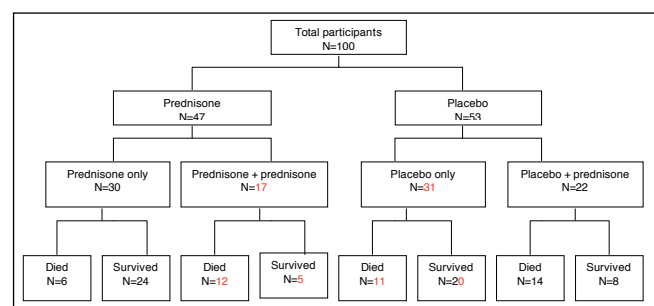 Total participants
N=100
Prednisone
N=47
Placebo
N=53
Prednisone only
N=30
Prednisone + prednisone
N=17
Placebo only
N=31
Placebo + prednisone
N=22
Died
N=6
Survived
N=24
Died
N=12
Survived
N=5
Died
N=11
Survived
N=20
Died
N=14
Survived
N=8